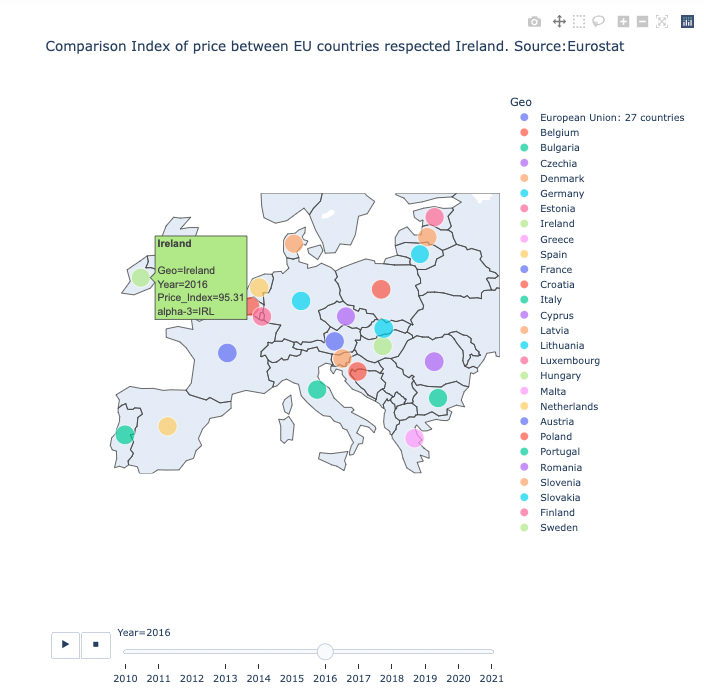 Comparison Index of price between EU countries respected Ireland. Source:Eurostat
Geo
European Union: 27 countries
Belgium
Bulgaria
Czechia
Denmark
Germany
Estonia
Ireland
Greece
Spain
France
Croatia
Italy
Cyprus
Latvia
Lithuania
Luxembourg
Hungary
Malta
Netherlands
Austria
Poland
Portugal
Romania
Slovenia
Slovakia
Finland
Sweden
Ireland
Geo=Ireland
Year=2016
Price_Index=95.31
alpha-3=IRL
Year=2016
2010 2011 2012 2013 2014 2015 2016 2017 2018 2019 2020 2021